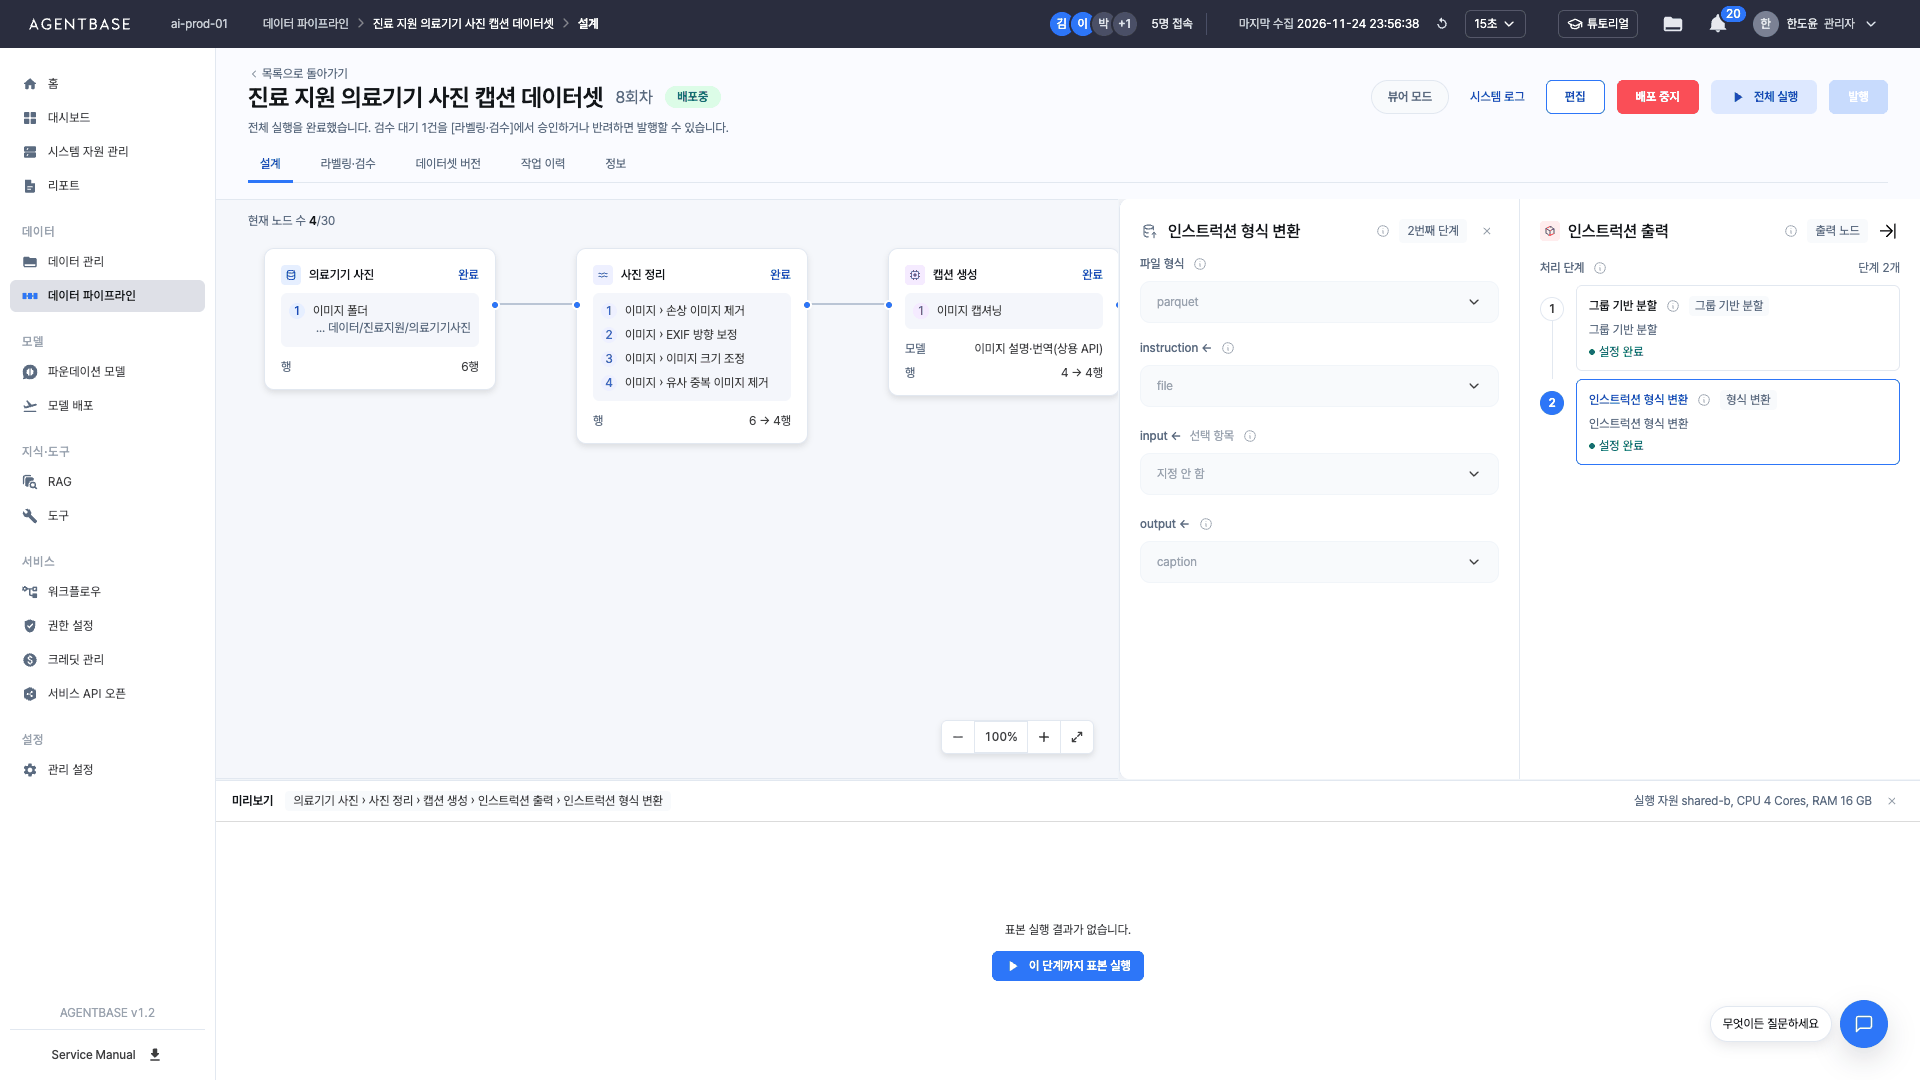 AGENTBASE
ai-prod-01
데이터 파이프라인
진료 지원 의료기기 사진 캡션 데이터셋
설계
김
이
박
+1
5명 접속
마지막 수집 2026-11-24 23:56:38
15초
튜토리얼
20
한
한도윤 관리자
홈
대시보드
시스템 자원 관리
리포트
데이터
데이터 관리
데이터 파이프라인
모델
파운데이션 모델
모델 배포
지식·도구
RAG
도구
서비스
워크플로우
권한 설정
크레딧 관리
서비스 API 오픈
설정
관리 설정
AGENTBASE v1.2
Service Manual
목록으로 돌아가기
진료 지원 의료기기 사진 캡션 데이터셋
8회차
배포중
전체 실행을 완료했습니다. 검수 대기 1건을 [라벨링·검수]에서 승인하거나 반려하면 발행할 수 있습니다.
뷰어 모드
시스템 로그
편집
배포 중지
전체 실행
발행
설계
라벨링·검수
데이터셋 버전
작업 이력
정보
현재 노드 수 4/30
의료기기 사진
완료
1 이미지 폴더
... 데이터/진료지원/의료기기사진
행
6행
사진 정리
완료
1 이미지 › 손상 이미지 제거
2 이미지 › EXIF 방향 보정
3 이미지 › 이미지 크기 조정
4 이미지 › 유사 중복 이미지 제거
행
6 → 4행
캡션 생성
완료
1 이미지 캡셔닝
모델
이미지 설명·번역(상용 API)
행
4 → 4행
100%
인스트럭션 형식 변환
2번째 단계
파일 형식
parquet
instruction ←
file
input ← 선택 항목
지정 안 함
output ←
caption
인스트럭션 출력
출력 노드
처리 단계
단계 2개
1
그룹 기반 분할
그룹 기반 분할
그룹 기반 분할
설정 완료
2
인스트럭션 형식 변환
형식 변환
인스트럭션 형식 변환
설정 완료
미리보기
의료기기 사진 › 사진 정리 › 캡션 생성 › 인스트럭션 출력 › 인스트럭션 형식 변환
실행 자원 shared-b, CPU 4 Cores, RAM 16 GB
표본 실행 결과가 없습니다.
이 단계까지 표본 실행
무엇이든 질문하세요